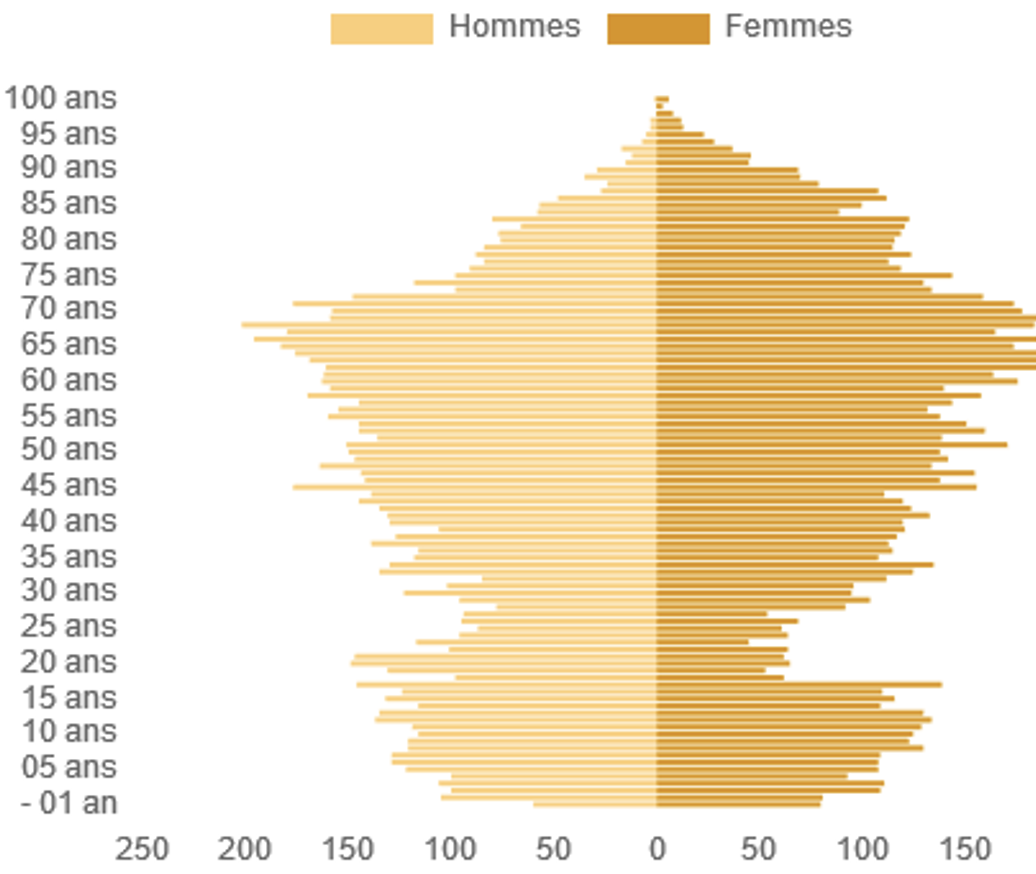 Hommes Femmes
100 ans
95 ans
90 ans
85 ans
80 ans
75 ans
70 ans
65 ans
60 ans
55 ans
50 ans
45 ans
40 ans
35 ans
30 ans
25 ans
20 ans
15 ans
10 ans
05 ans
- 01 an
250 200 150 100 50 0 50 100 150